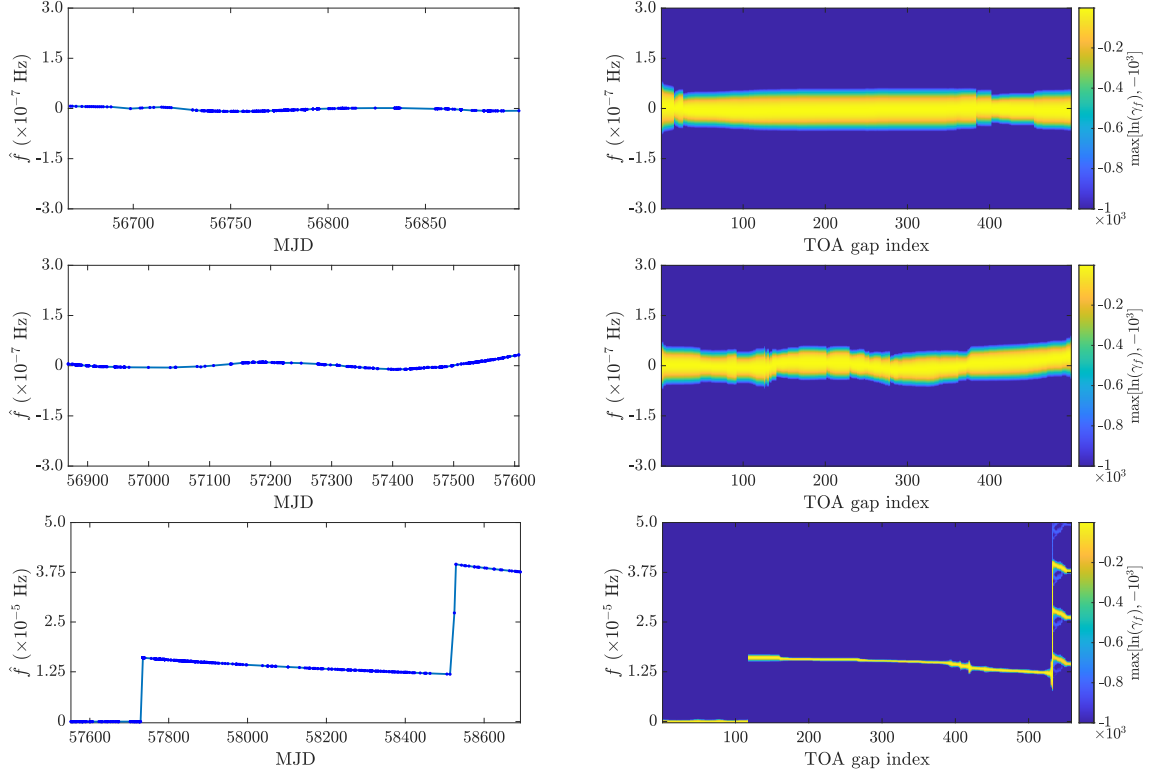 3.0
1.5
0
-1.5
-3.0
f̂ (×10⁻⁷ Hz)
56700 56750 56800 56850
MJD
3.0
1.5
0
-1.5
-3.0
f (×10⁻⁷ Hz)
100 200 300 400
TOA gap index
-0.2
-0.4
-0.6
-0.8
-1
×10³
max[ln(γ_f), −10³]
3.0
1.5
0
-1.5
-3.0
f̂ (×10⁻⁷ Hz)
56900 57000 57100 57200 57300 57400 57500 57600
MJD
3.0
1.5
0
-1.5
-3.0
f (×10⁻⁷ Hz)
100 200 300 400
TOA gap index
-0.2
-0.4
-0.6
-0.8
-1
×10³
max[ln(γ_f), −10³]
5.0
3.75
2.5
1.25
0
f̂ (×10⁻⁵ Hz)
57600 57800 58000 58200 58400 58600
MJD
5.0
3.75
2.5
1.25
0
f (×10⁻⁵ Hz)
100 200 300 400 500
TOA gap index
-0.2
-0.4
-0.6
-0.8
-1
×10³
max[ln(γ_f), −10³]